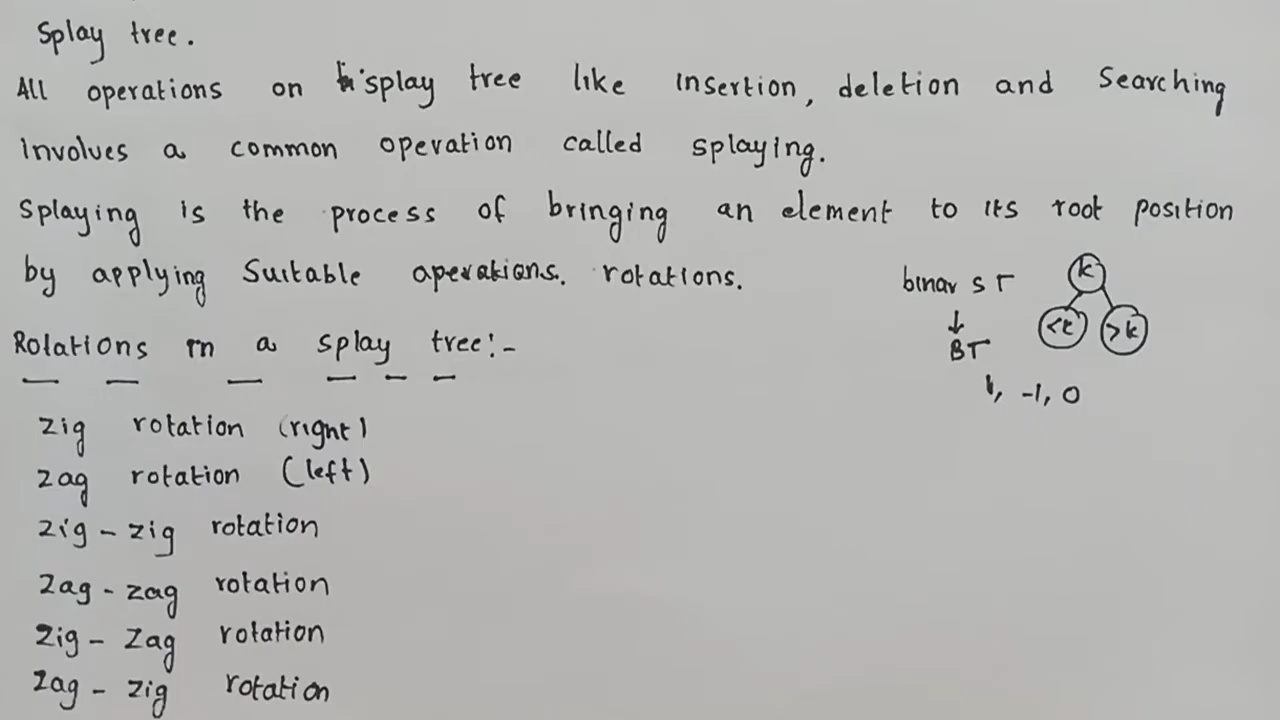 Splay tree.
All operations on splay tree like insertion, deletion and Searching
involves a common operation called splaying.
Splaying is the process of bringing an element to its root position
by applying Suitable operations. rotations.
binar S T
k
<k >k
↓
BT
1, -1, 0
Rotations in a splay tree:-
zig rotation (right)
zag rotation (left)
zig - zig rotation
zag - zag rotation
zig - zag rotation
zag - zig rotation